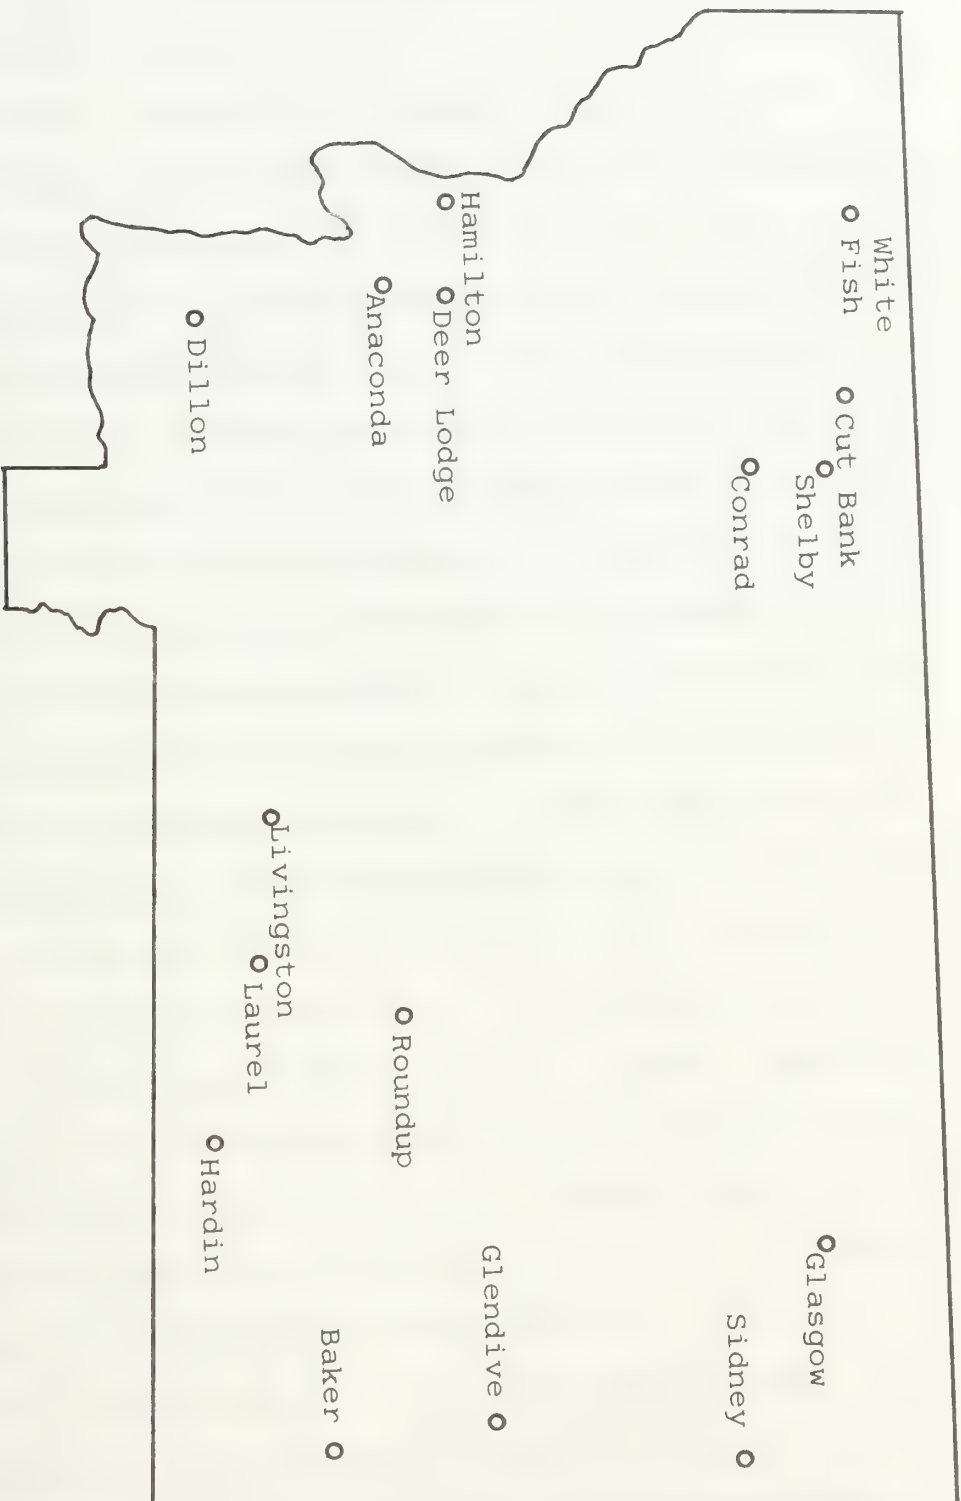 White
Fish
Cut Bank
Shelby
Conrad
Glasgow
Sidney
Hamilton
Deer Lodge
Anaconda
Glendive
Roundup
Baker
Livingston
Laurel
Hardin
Dillon